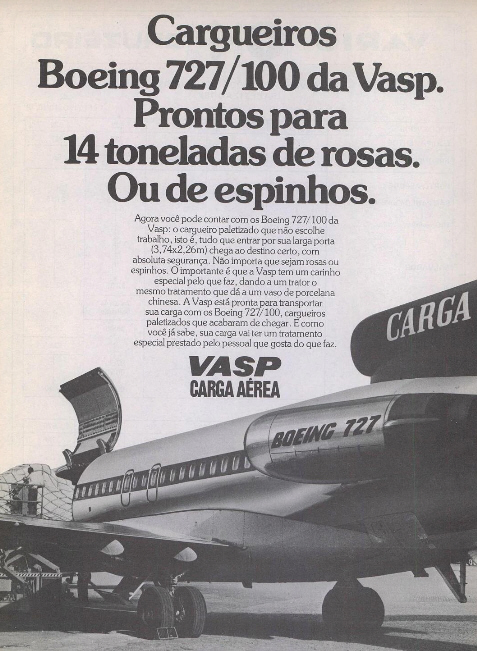 Cargueiros
Boeing 727/100 da Vasp.
Prontos para
14 toneladas de rosas.
Ou de espinhos.
Agora você pode contar com os Boeing 727/100 da
Vasp: o cargueiro paletizado que não escolhe
trabalho, isto é, tudo que entrar por sua larga porta
(3,74x2,26m) chega ao destino certo, com
absoluta segurança. Não importa que sejam rosas ou
espinhos. O importante é que a Vasp tem um carinho
especial pelo que faz, dando a um trator o
mesmo tratamento que dá a um vaso de porcelana
chinesa. A Vasp está pronta para transportar
sua carga com os Boeing 727/100, cargueiros
paletizados que acabaram de chegar. E como
você já sabe, sua carga vai ter um tratamento
especial prestado pelo pessoal que gosta do que faz.
VASP
CARGA AÉREA
CARGA
BOEING 727